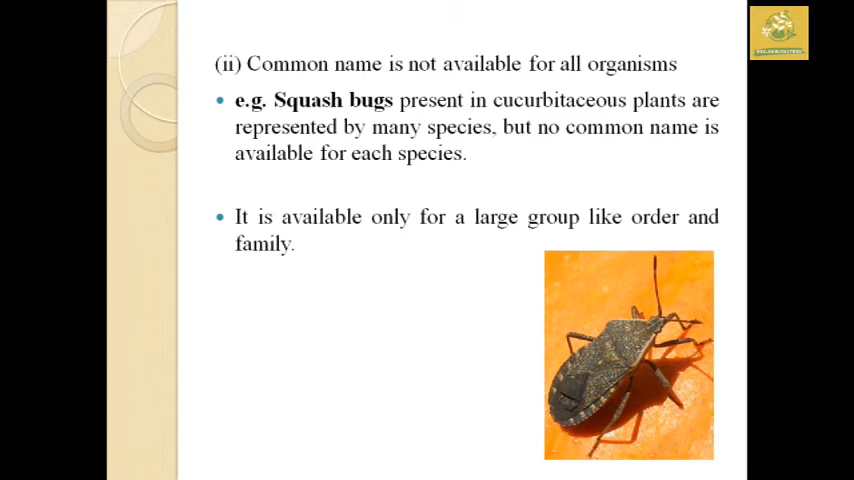 (ii) Common name is not available for all organisms
• e.g. Squash bugs present in cucurbitaceous plants are
represented by many species, but no common name is
available for each species.
• It is available only for a large group like order and
family.